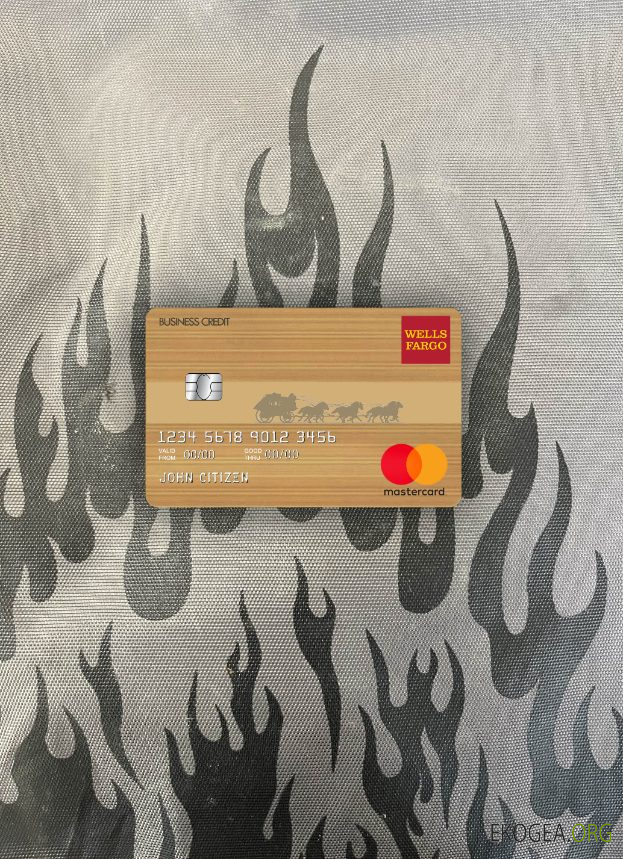 BUSINESS CREDIT
WELLS
FARGO
1234 5678 9012 3456
VALID
FROM 00/00
GOOD
THRU 00/00
JOHN CITIZEN
mastercard
EKOGEA.ORG